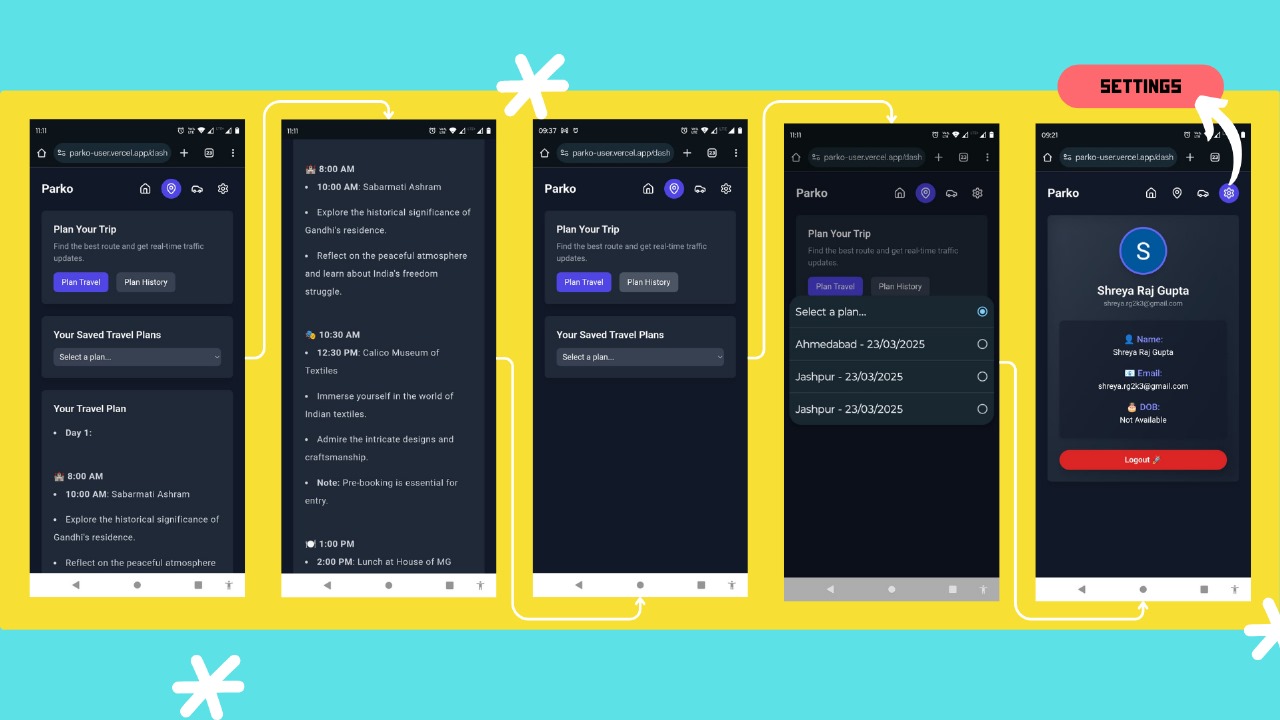 SETTINGS
11:11
parko-user.vercel.app/dash
23
Parko
Plan Your Trip
Find the best route and get real-time traffic
updates.
Plan Travel
Plan History
Your Saved Travel Plans
Select a plan...
Your Travel Plan
• Day 1:
🏰 8:00 AM
• 10:00 AM: Sabarmati Ashram
• Explore the historical significance of
Gandhi's residence.
• Reflect on the peaceful atmosphere
11:11
🏰 8:00 AM
• 10:00 AM: Sabarmati Ashram
• Explore the historical significance of
Gandhi's residence.
• Reflect on the peaceful atmosphere
and learn about India's freedom
struggle.
🎭 10:30 AM
• 12:30 PM: Calico Museum of
Textiles
• Immerse yourself in the world of
Indian textiles.
• Admire the intricate designs and
craftsmanship.
• Note: Pre-booking is essential for
entry.
🍽️ 1:00 PM
• 2:00 PM: Lunch at House of MG
09:37
parko-user.vercel.app/dash
23
Parko
Plan Your Trip
Find the best route and get real-time traffic
updates.
Plan Travel
Plan History
Your Saved Travel Plans
Select a plan...
11:11
parko-user.vercel.app/dash
23
Parko
Plan Your Trip
Find the best route and get real-time traffic
updates.
Plan Travel
Plan History
Select a plan...
Ahmedabad - 23/03/2025
Jashpur - 23/03/2025
Jashpur - 23/03/2025
09:21
parko-user.vercel.app/dash
Parko
S
Shreya Raj Gupta
shreya.rg2k3@gmail.com
👤 Name:
Shreya Raj Gupta
📧 Email:
shreya.rg2k3@gmail.com
🎂 DOB:
Not Available
Logout 🚀